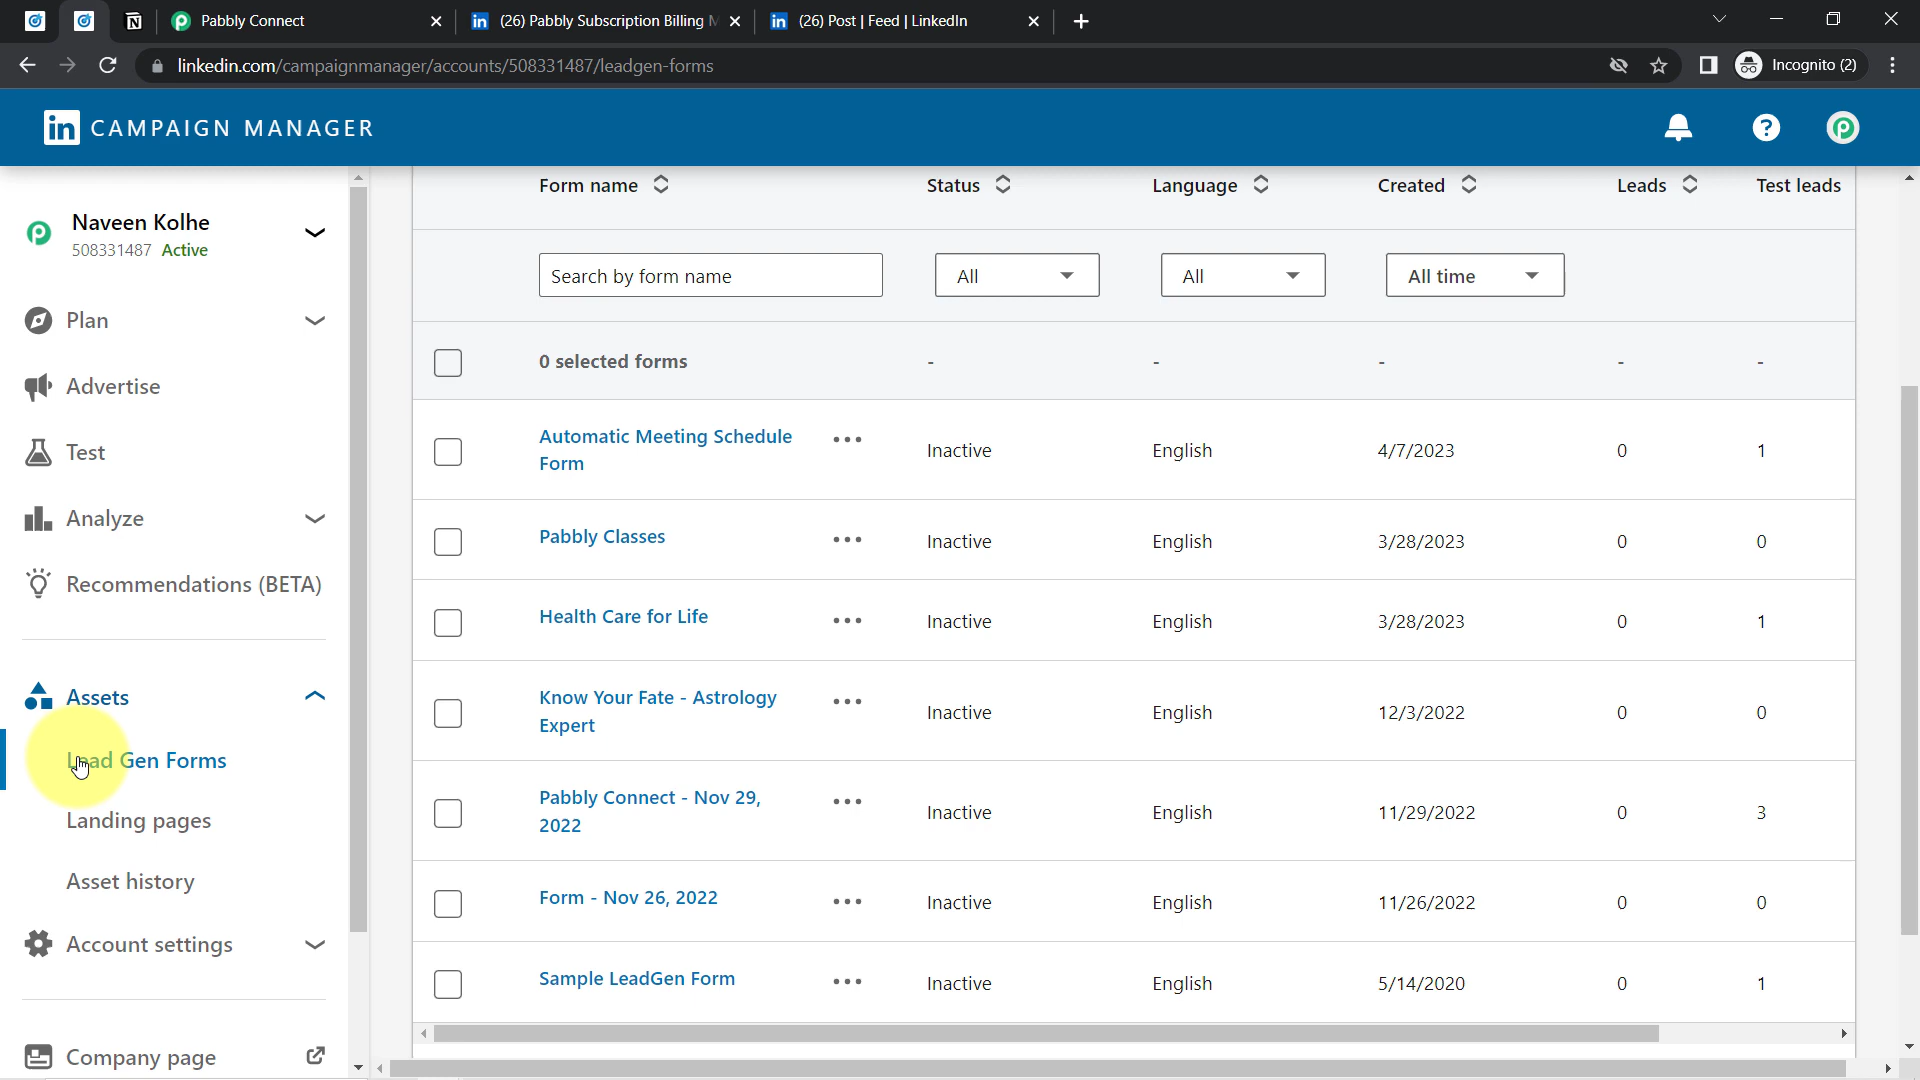 Pabbly Connect
(26) Pabbly Subscription Billing
(26) Post | Feed | LinkedIn
linkedin.com/campaignmanager/accounts/508331487/leadgen-forms
Incognito (2)
in CAMPAIGN MANAGER
Naveen Kolhe
508331487 Active
Plan
Advertise
Test
Analyze
Recommendations (BETA)
Assets
Lead Gen Forms
Landing pages
Asset history
Account settings
Company page
Form name Status Language Created Leads Test leads
Search by form name All All All time
0 selected forms - - - - -
Automatic Meeting Schedule
Form
Inactive English 4/7/2023 0 1
Pabbly Classes Inactive English 3/28/2023 0 0
Health Care for Life Inactive English 3/28/2023 0 1
Know Your Fate - Astrology
Expert
Inactive English 12/3/2022 0 0
Pabbly Connect - Nov 29,
2022
Inactive English 11/29/2022 0 3
Form - Nov 26, 2022 Inactive English 11/26/2022 0 0
Sample LeadGen Form Inactive English 5/14/2020 0 1